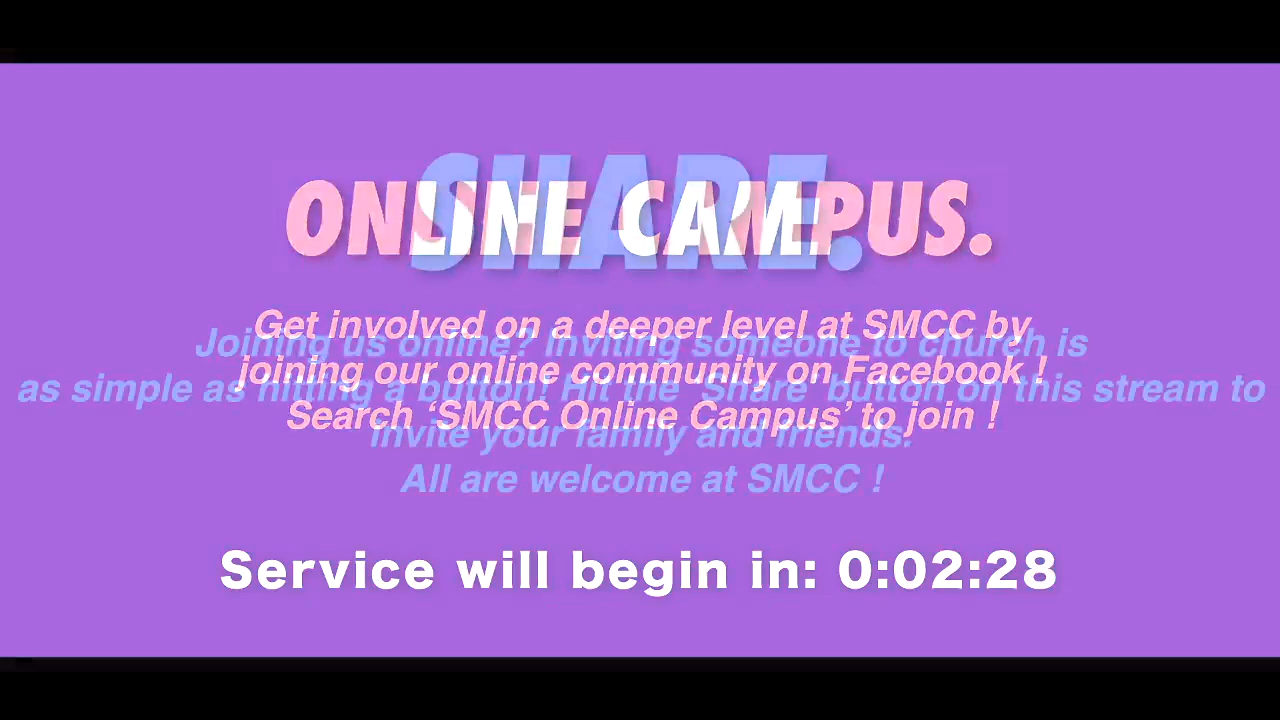 SHARE.
ONLINE CAMPUS.
Get involved on a deeper level at SMCC by
joining our online community on Facebook !
Search ‘SMCC Online Campus’ to join !
Joining us online? Inviting someone to church is
as simple as hitting a button! Hit the ‘Share’ button on this stream to
invite your family and friends.
All are welcome at SMCC !
Service will begin in: 0:02:28